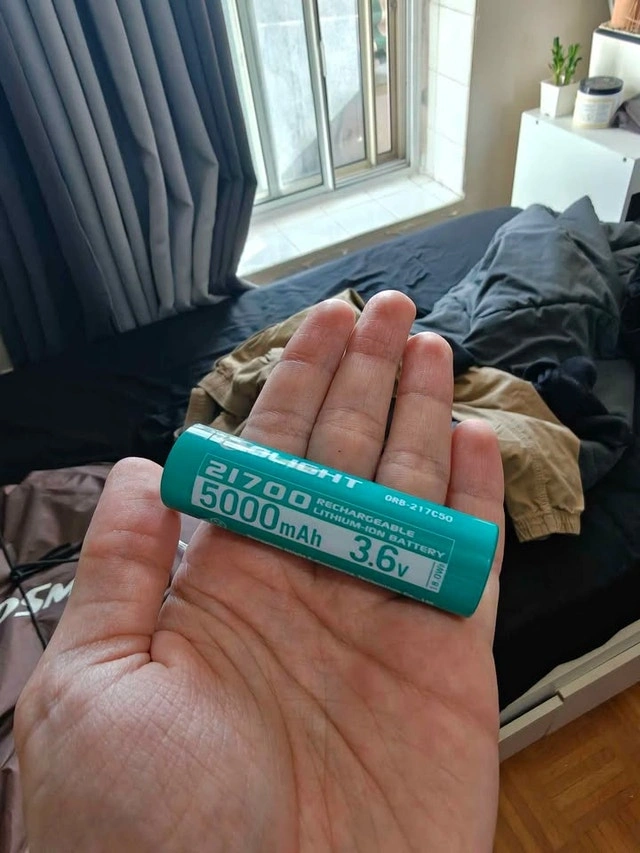 21700
5000mAh
RECHARGEABLE
LITHIUM-ION BATTERY
3.6V
ORB-217C50